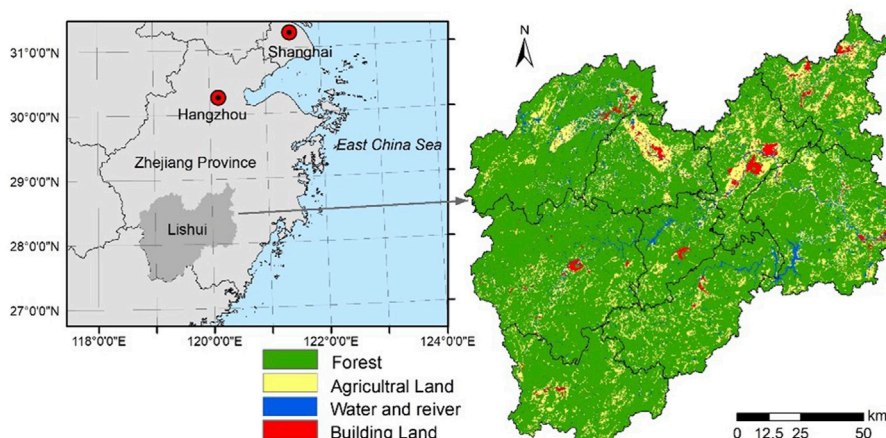 31°0'0"N
30°0'0"N
29°0'0"N
28°0'0"N
27°0'0"N
Shanghai
Hangzhou
East China Sea
Zhejiang Province
Lishui
118°0'0"E
120°0'0"E
122°0'0"E
124°0'0"E
N
Forest
Agricultral Land
Water and reiver
Building Land
km
0 12.5 25 50